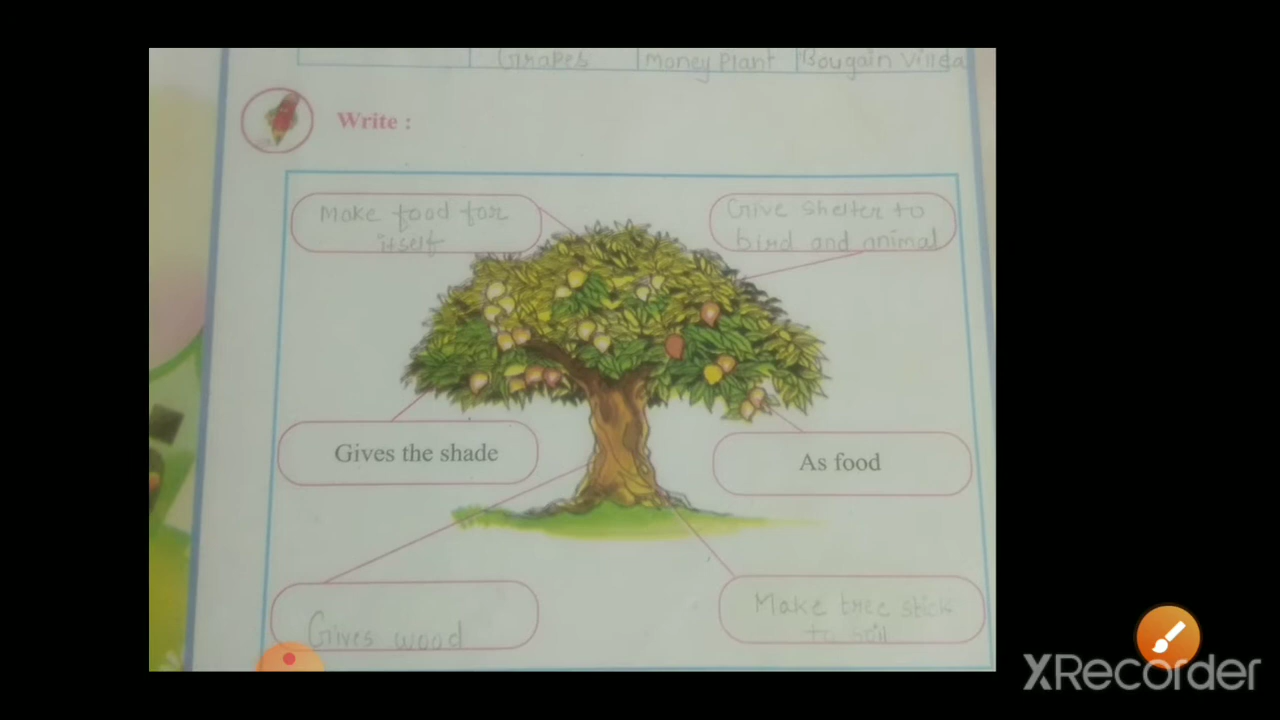 Grapes Money Plant Bougain Villea
Write :
Make food for
itself
Give shelter to
bird and animal
Gives the shade
As food
Gives wood
Make tree stick
to soil
XRecorder